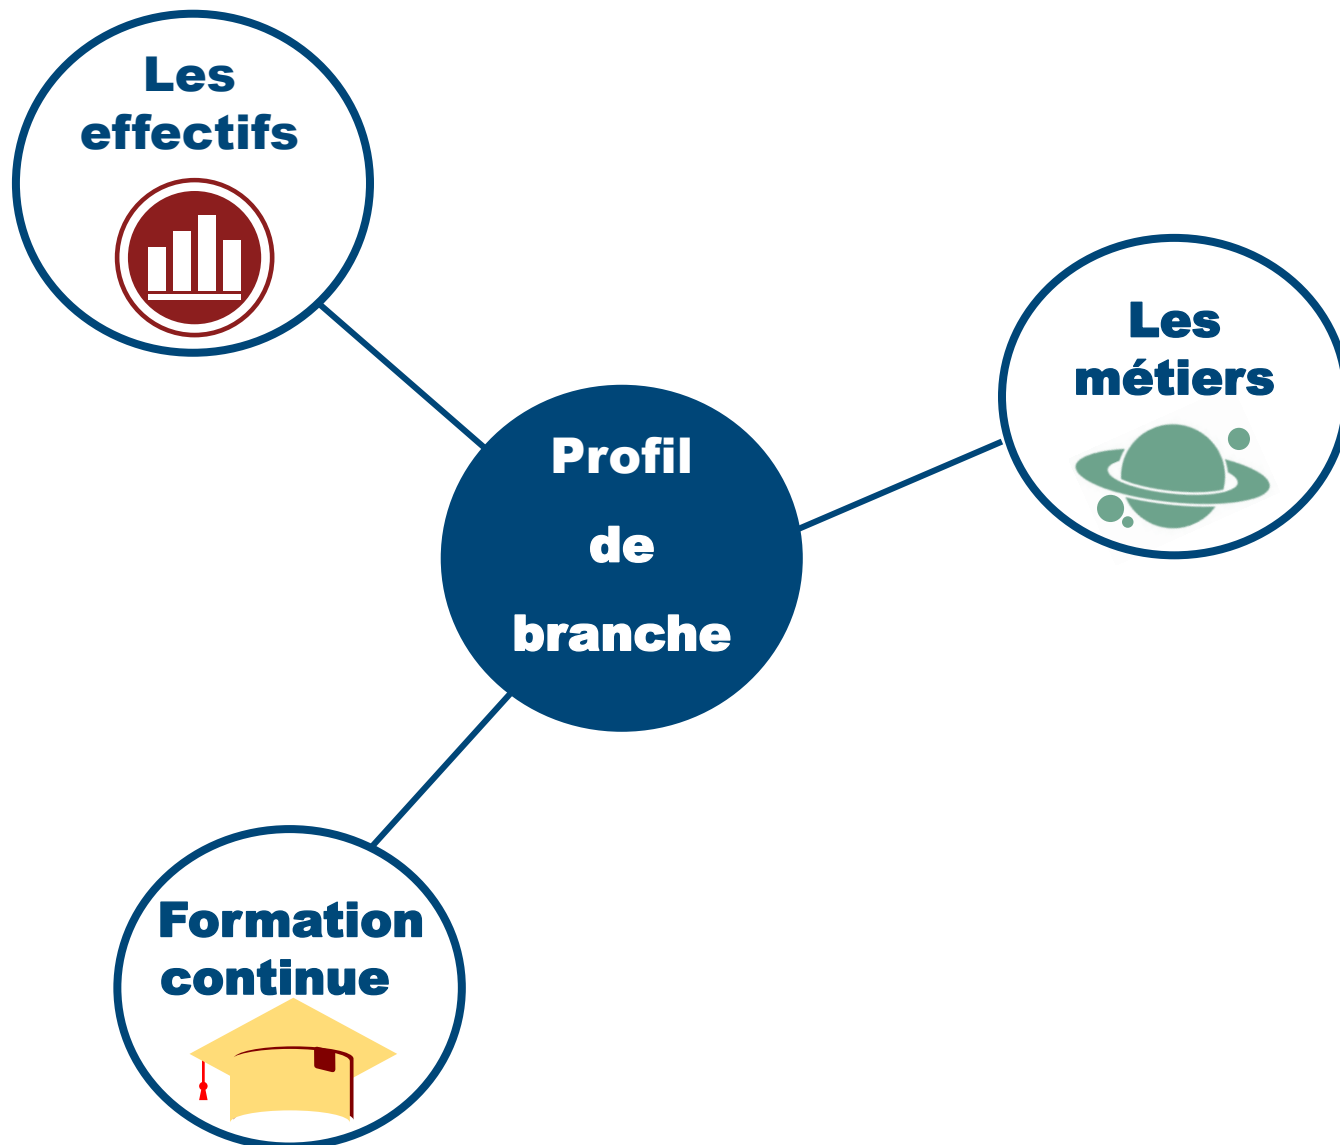 Les
effectifs
Les
métiers
Profil
de
branche
Formation
continue